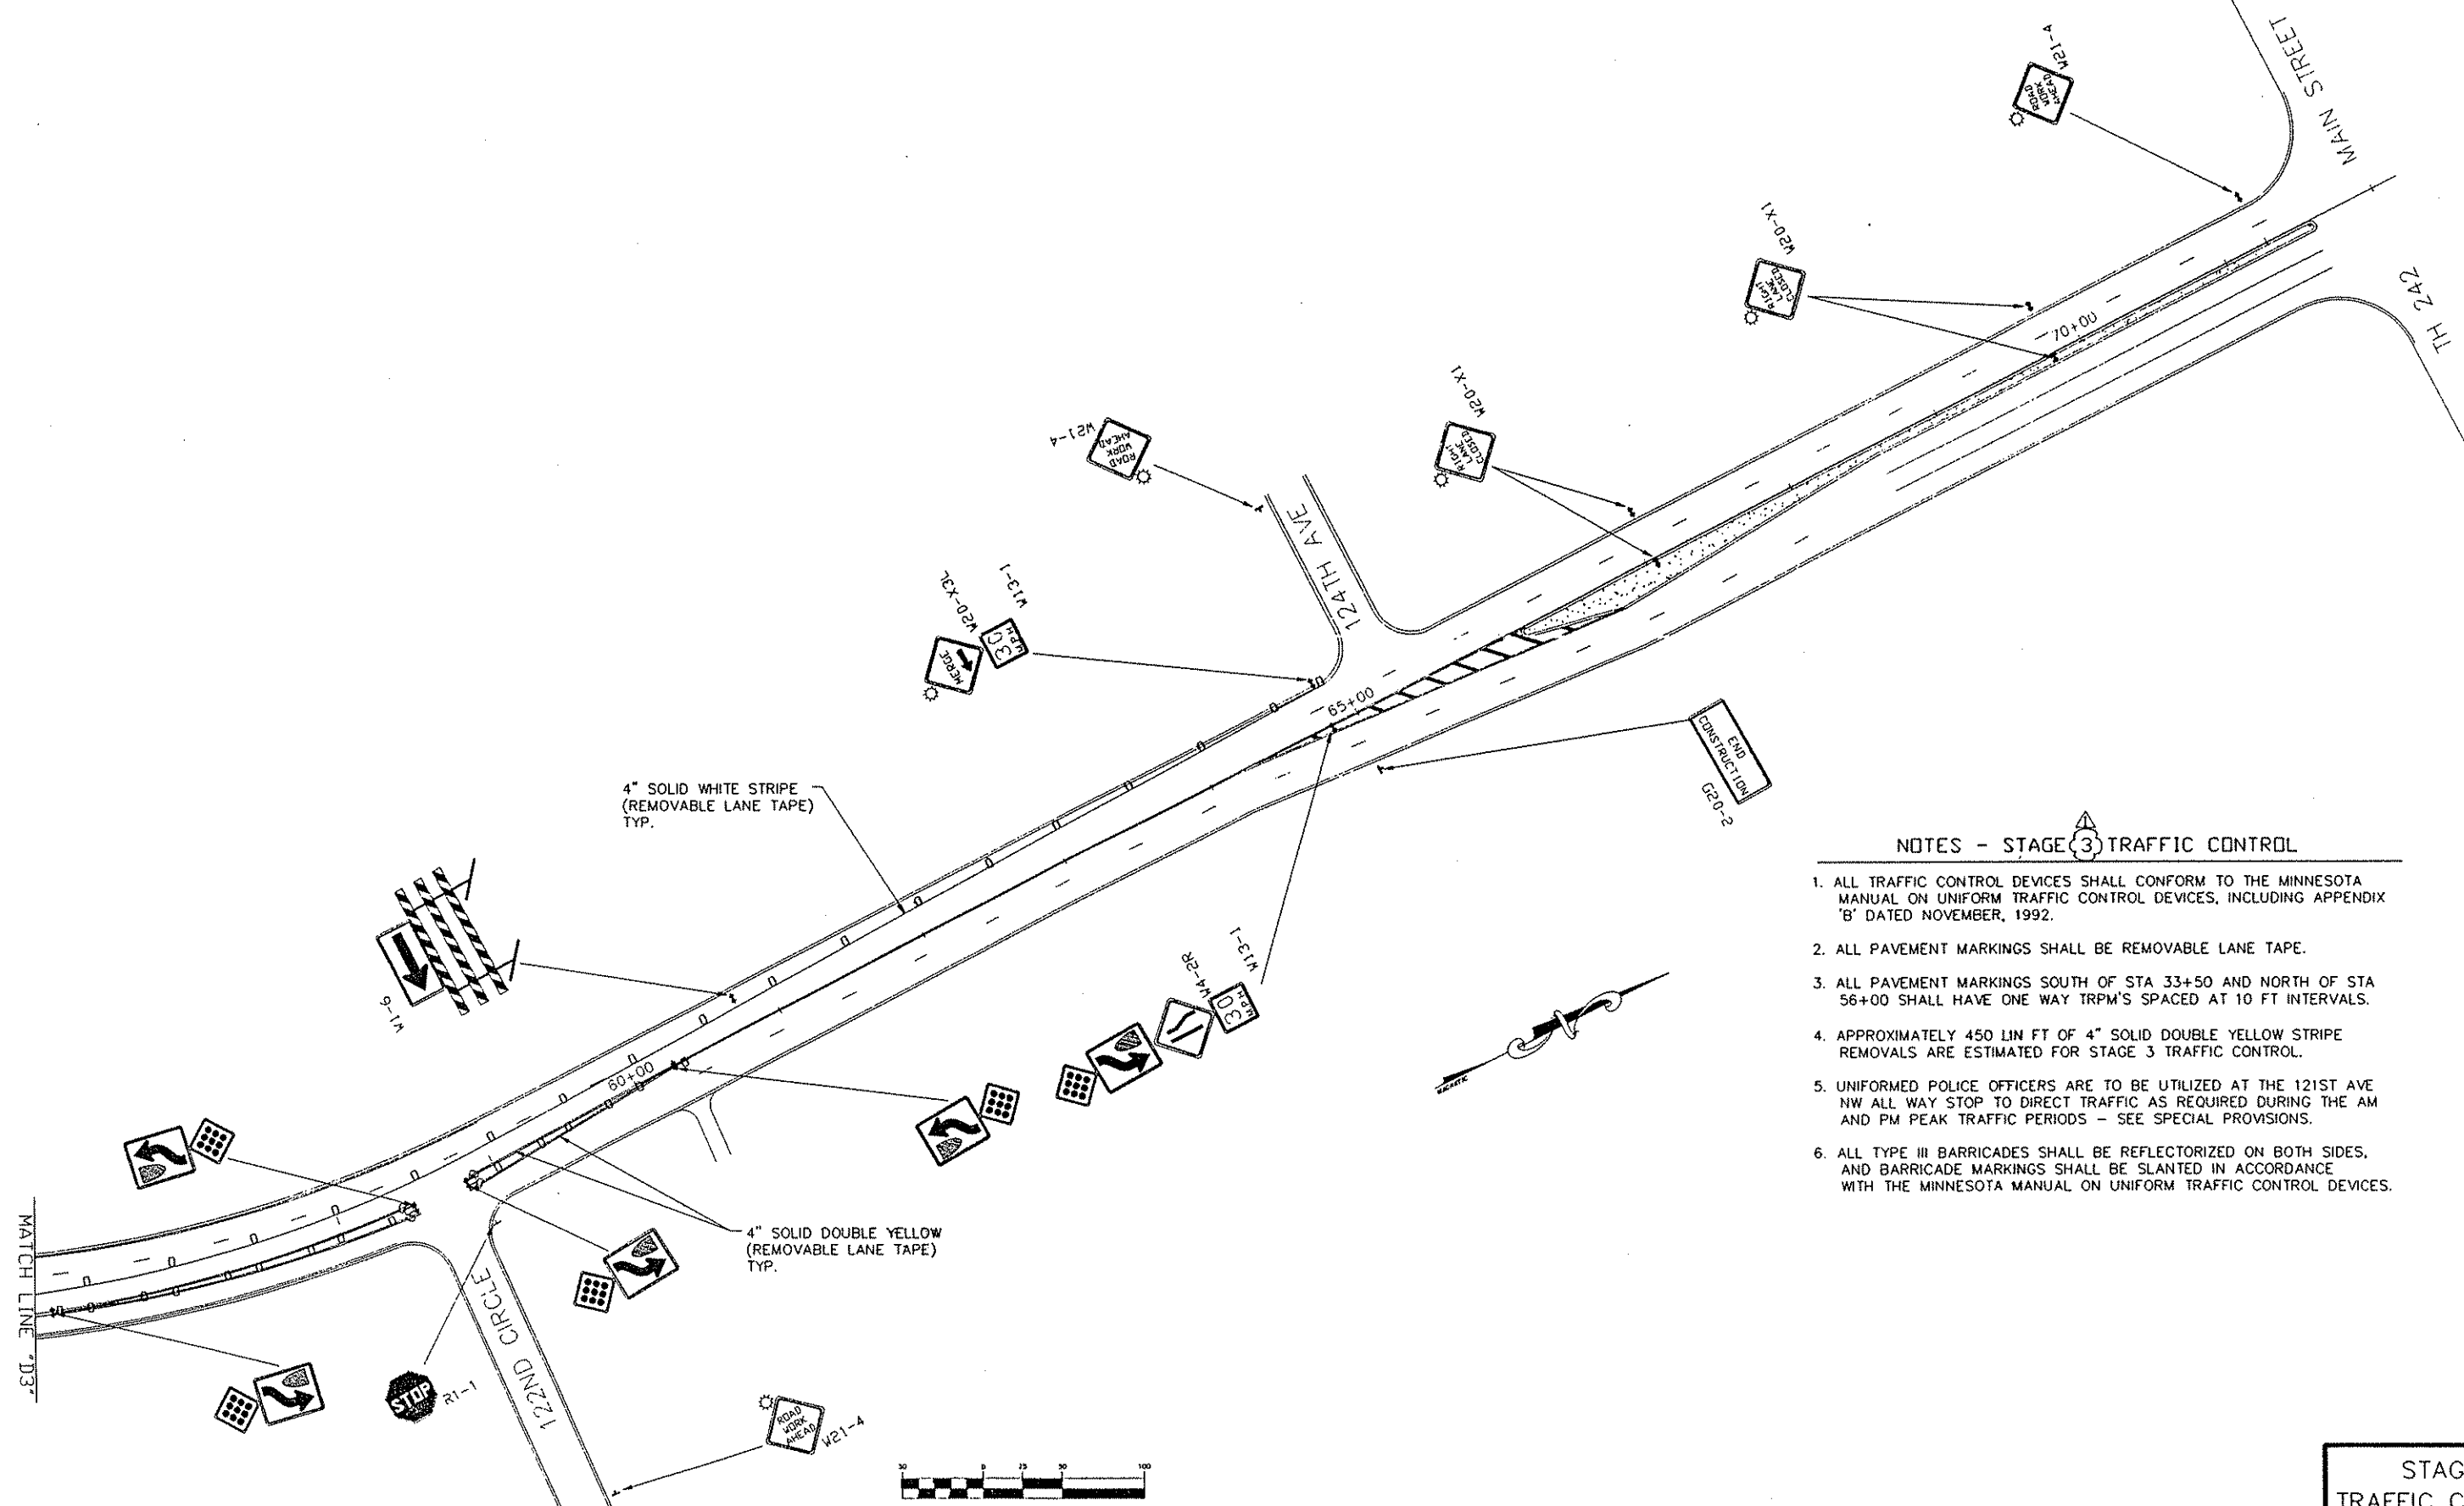 MAIN STREET
TH 242
W21-4
ROAD
WORK
AHEAD
W20-X1
RIGHT
LANE
CLOSED
70+00
W20-X1
RIGHT
LANE
CLOSED
W21-4
ROAD
WORK
AHEAD
124TH AVE
W20-X3L
W13-1
MERGE
30
MPH
65+00
END
CONSTRUCTION
G20-2
4" SOLID WHITE STRIPE
(REMOVABLE LANE TAPE)
TYP.
W1-6
W4-2R
W13-1
30
MPH
60+00
4" SOLID DOUBLE YELLOW
(REMOVABLE LANE TAPE)
TYP.
MATCH LINE "D3"
STOP
R1-1
122ND CIRCLE
ROAD
WORK
AHEAD
W21-4
MAGNETIC
50 0 25 50 100
1
NOTES - STAGE 3 TRAFFIC CONTROL
1. ALL TRAFFIC CONTROL DEVICES SHALL CONFORM TO THE MINNESOTA
MANUAL ON UNIFORM TRAFFIC CONTROL DEVICES, INCLUDING APPENDIX
'B' DATED NOVEMBER, 1992.
2. ALL PAVEMENT MARKINGS SHALL BE REMOVABLE LANE TAPE.
3. ALL PAVEMENT MARKINGS SOUTH OF STA 33+50 AND NORTH OF STA
56+00 SHALL HAVE ONE WAY TRPM'S SPACED AT 10 FT INTERVALS.
4. APPROXIMATELY 450 LIN FT OF 4" SOLID DOUBLE YELLOW STRIPE
REMOVALS ARE ESTIMATED FOR STAGE 3 TRAFFIC CONTROL.
5. UNIFORMED POLICE OFFICERS ARE TO BE UTILIZED AT THE 121ST AVE
NW ALL WAY STOP TO DIRECT TRAFFIC AS REQUIRED DURING THE AM
AND PM PEAK TRAFFIC PERIODS - SEE SPECIAL PROVISIONS.
6. ALL TYPE III BARRICADES SHALL BE REFLECTORIZED ON BOTH SIDES,
AND BARRICADE MARKINGS SHALL BE SLANTED IN ACCORDANCE
WITH THE MINNESOTA MANUAL ON UNIFORM TRAFFIC CONTROL DEVICES.
STAG
TRAFFIC C